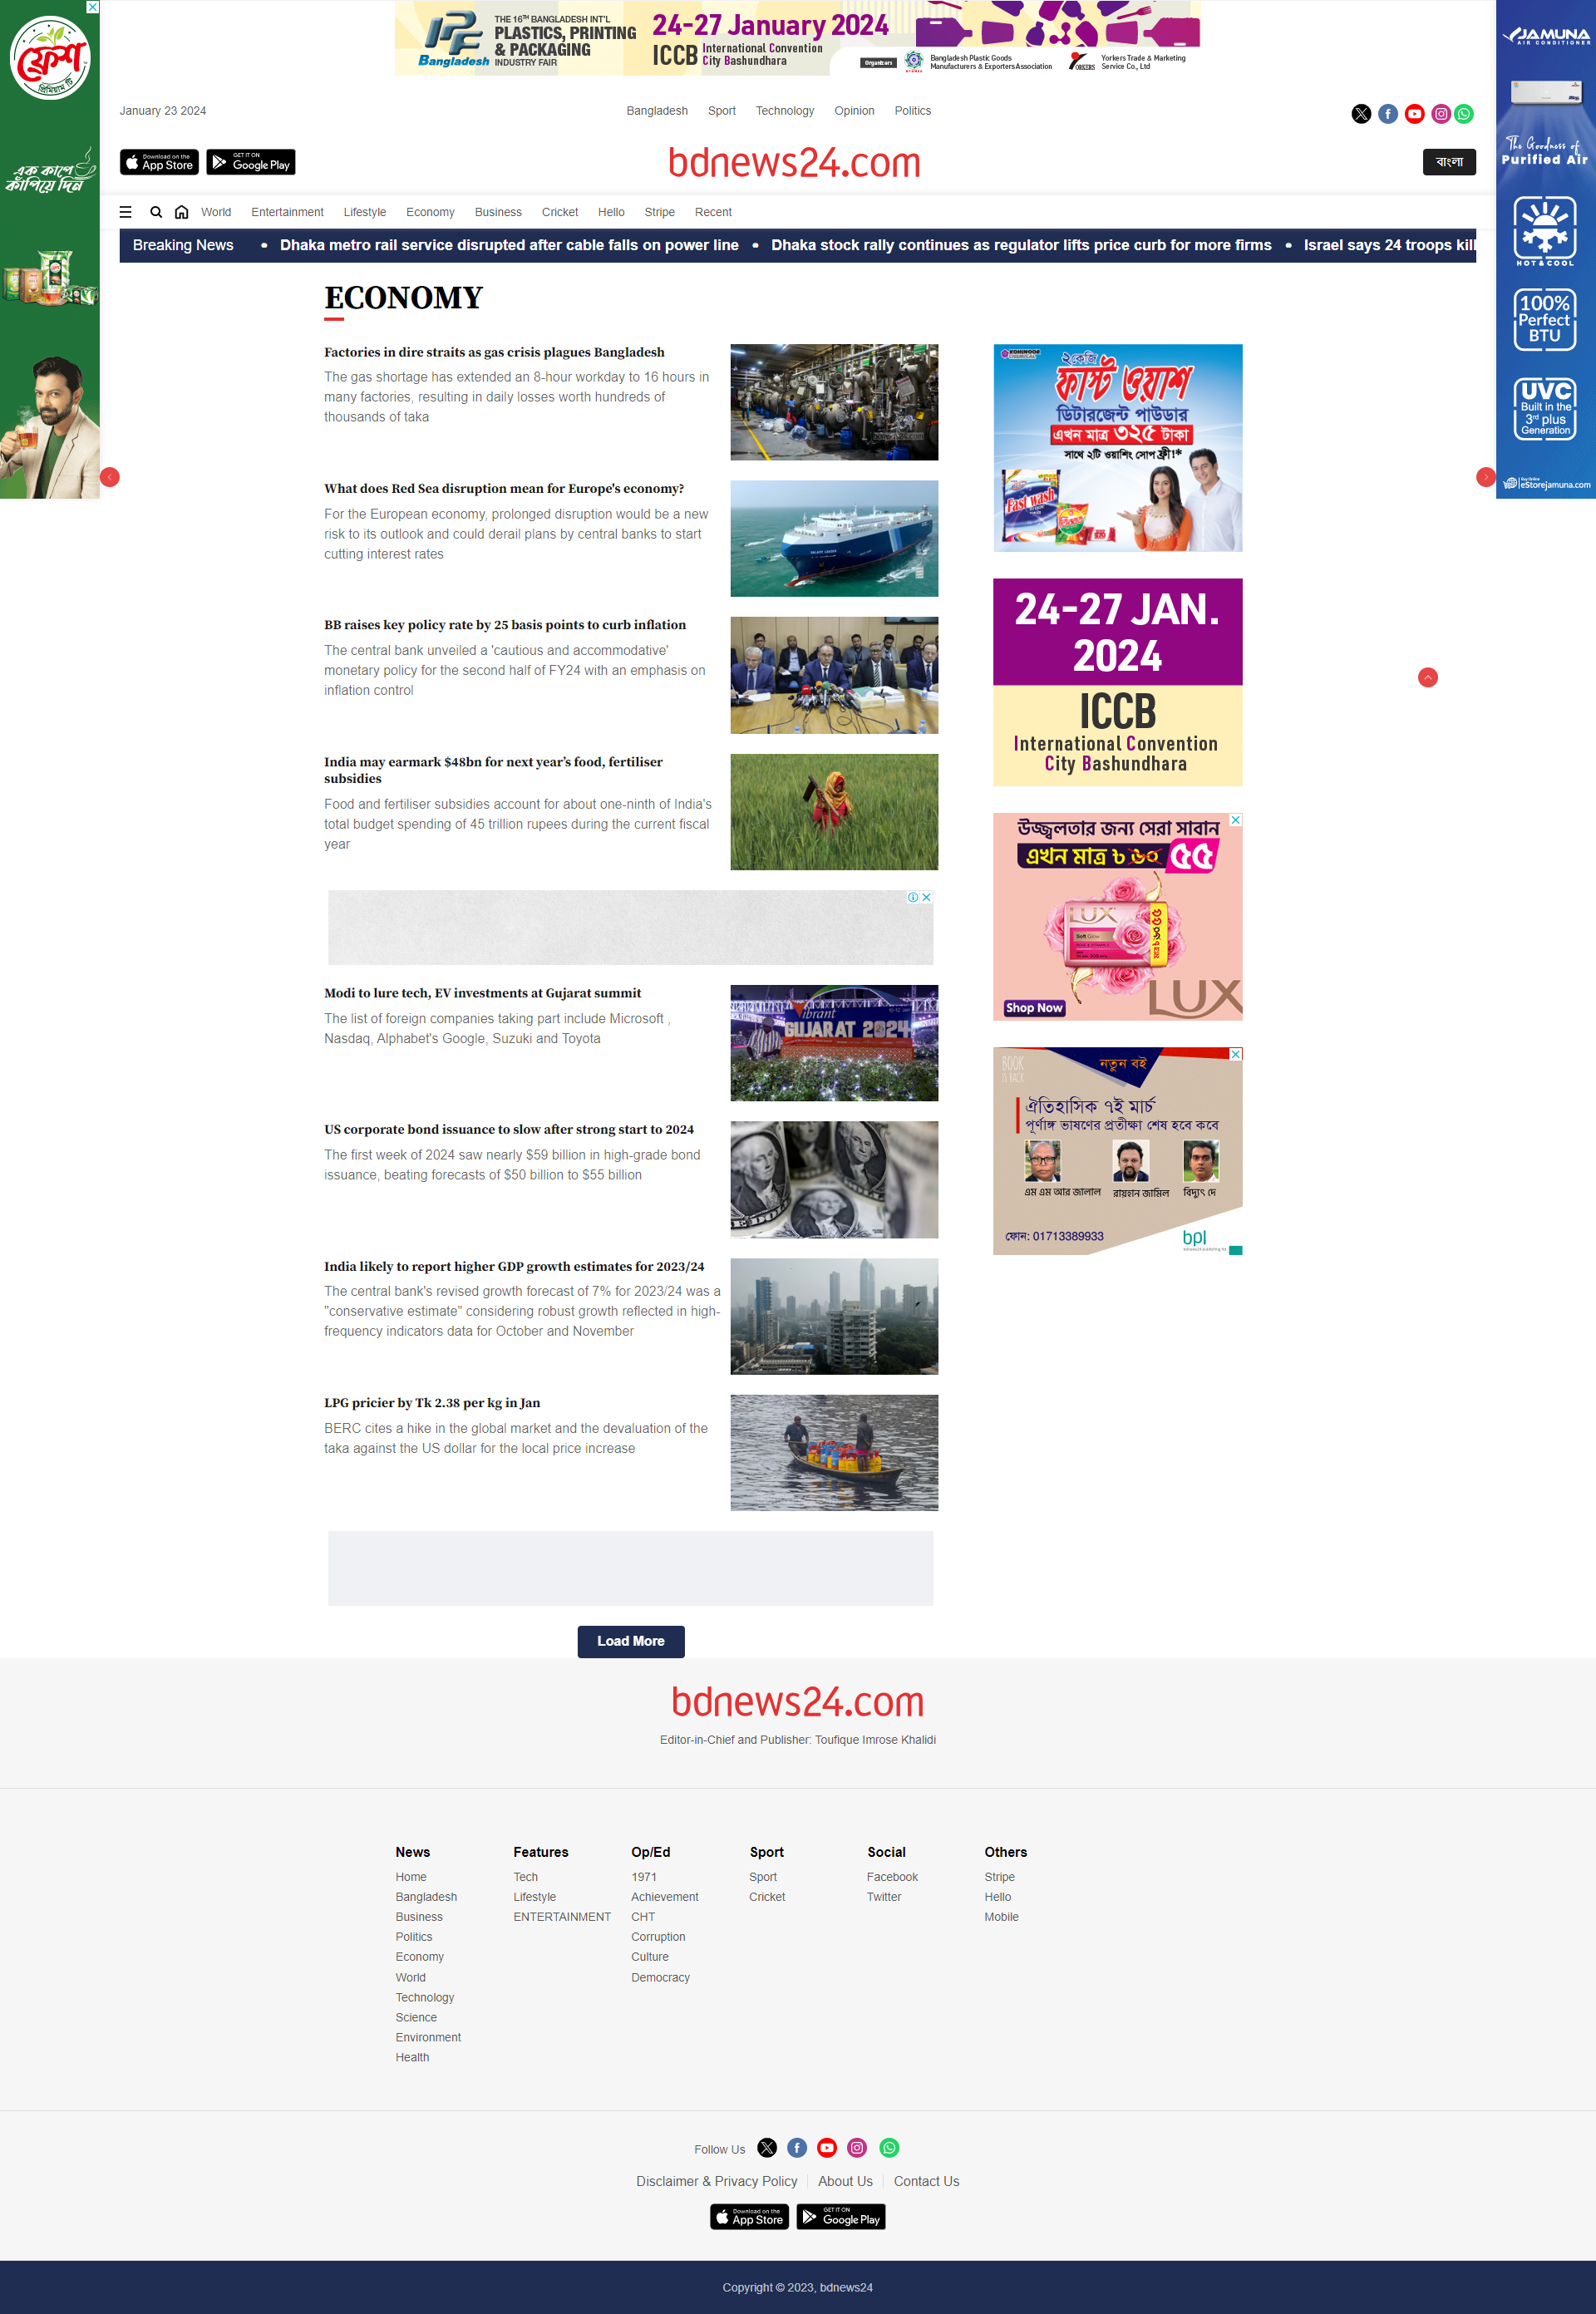 ফ্রেশ
প্রিমিয়াম টি
এক কাপে
কাঁপিয়ে দিন
IPF
Bangladesh
THE 16TH BANGLADESH INT'L
PLASTICS, PRINTING
& PACKAGING
INDUSTRY FAIR
24-27 January 2024
ICCB International Convention
City Bashundhara
Organizers
Bangladesh Plastic Goods
Manufacturers & Exporters Association
YORKERS
Yorkers Trade & Marketing
Service Co., Ltd
JAMUNA
AIR CONDITIONER
The Goodness of
Purified Air
HOT & COOL
100%
Perfect
BTU
UVC
Built in the
3rd plus
Generation
eStorejamuna.com
January 23 2024
Bangladesh Sport Technology Opinion Politics
Download on the
App Store
GET IT ON
Google Play
bdnews24.com
বাংলা
World Entertainment Lifestyle Economy Business Cricket Hello Stripe Recent
Breaking News • Dhaka metro rail service disrupted after cable falls on power line • Dhaka stock rally continues as regulator lifts price curb for more firms • Israel says 24 troops kill
ECONOMY
Factories in dire straits as gas crisis plagues Bangladesh
The gas shortage has extended an 8-hour workday to 16 hours in
many factories, resulting in daily losses worth hundreds of
thousands of taka
What does Red Sea disruption mean for Europe's economy?
For the European economy, prolonged disruption would be a new
risk to its outlook and could derail plans by central banks to start
cutting interest rates
BB raises key policy rate by 25 basis points to curb inflation
The central bank unveiled a 'cautious and accommodative'
monetary policy for the second half of FY24 with an emphasis on
inflation control
India may earmark $48bn for next year’s food, fertiliser
subsidies
Food and fertiliser subsidies account for about one-ninth of India's
total budget spending of 45 trillion rupees during the current fiscal
year
Modi to lure tech, EV investments at Gujarat summit
The list of foreign companies taking part include Microsoft ,
Nasdaq, Alphabet's Google, Suzuki and Toyota
Vibrant
GUJARAT 2024
US corporate bond issuance to slow after strong start to 2024
The first week of 2024 saw nearly $59 billion in high-grade bond
issuance, beating forecasts of $50 billion to $55 billion
India likely to report higher GDP growth estimates for 2023/24
The central bank's revised growth forecast of 7% for 2023/24 was a
"conservative estimate" considering robust growth reflected in high-
frequency indicators data for October and November
LPG pricier by Tk 2.38 per kg in Jan
BERC cites a hike in the global market and the devaluation of the
taka against the US dollar for the local price increase
Load More
KOHINOOR
CHEMICAL
২ কেজি
ফাস্ট ওয়াশ
ডিটারজেন্ট পাউডার
এখন মাত্র ৩২৫ টাকা
সাথে ২টি ওয়াশিং সোপ ফ্রী!*
Fast wash
24-27 JAN.
2024
ICCB
International Convention
City Bashundhara
উজ্জ্বলতার জন্য সেরা সাবান
এখন মাত্র ৳ ৬০ ৫৫
LUX
Soft Glow
LUX
Shop Now
BOOK
IS BACK
নতুন বই
ঐতিহাসিক ৭ই মার্চ
পূর্ণাঙ্গ ভাষণের প্রতীক্ষা শেষ হবে কবে
এম এম আর জালাল
রায়হান জামিল
বিদ্যুৎ দে
ফোন: 01713389933
bpl
bdnews24.com
Editor-in-Chief and Publisher: Toufique Imrose Khalidi
News
Home
Bangladesh
Business
Politics
Economy
World
Technology
Science
Environment
Health
Features
Tech
Lifestyle
ENTERTAINMENT
Op/Ed
1971
Achievement
CHT
Corruption
Culture
Democracy
Sport
Sport
Cricket
Social
Facebook
Twitter
Others
Stripe
Hello
Mobile
Follow Us
Disclaimer & Privacy Policy About Us Contact Us
Download on the
App Store
GET IT ON
Google Play
Copyright © 2023, bdnews24